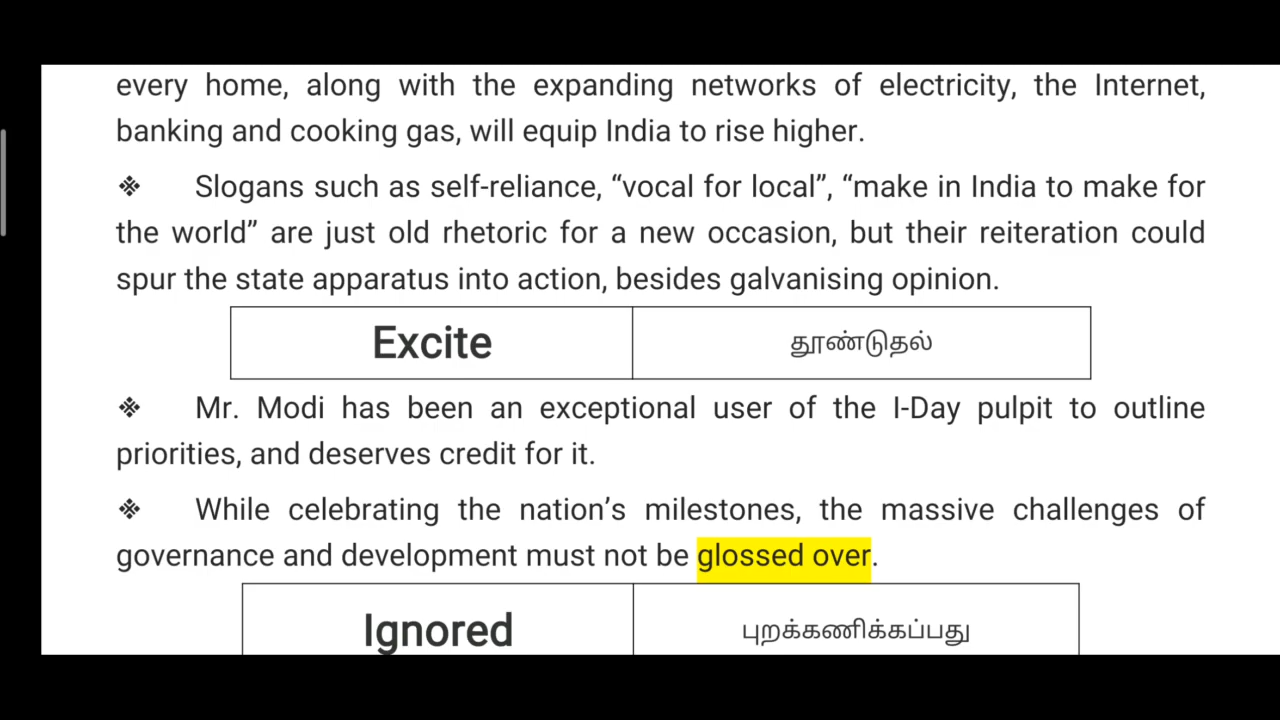 every home, along with the expanding networks of electricity, the Internet,
banking and cooking gas, will equip India to rise higher.
❖ Slogans such as self-reliance, “vocal for local”, “make in India to make for
the world” are just old rhetoric for a new occasion, but their reiteration could
spur the state apparatus into action, besides galvanising opinion.
Excite தூண்டுதல்
❖ Mr. Modi has been an exceptional user of the I-Day pulpit to outline
priorities, and deserves credit for it.
❖ While celebrating the nation’s milestones, the massive challenges of
governance and development must not be glossed over.
Ignored புறக்கணிக்கப்பது